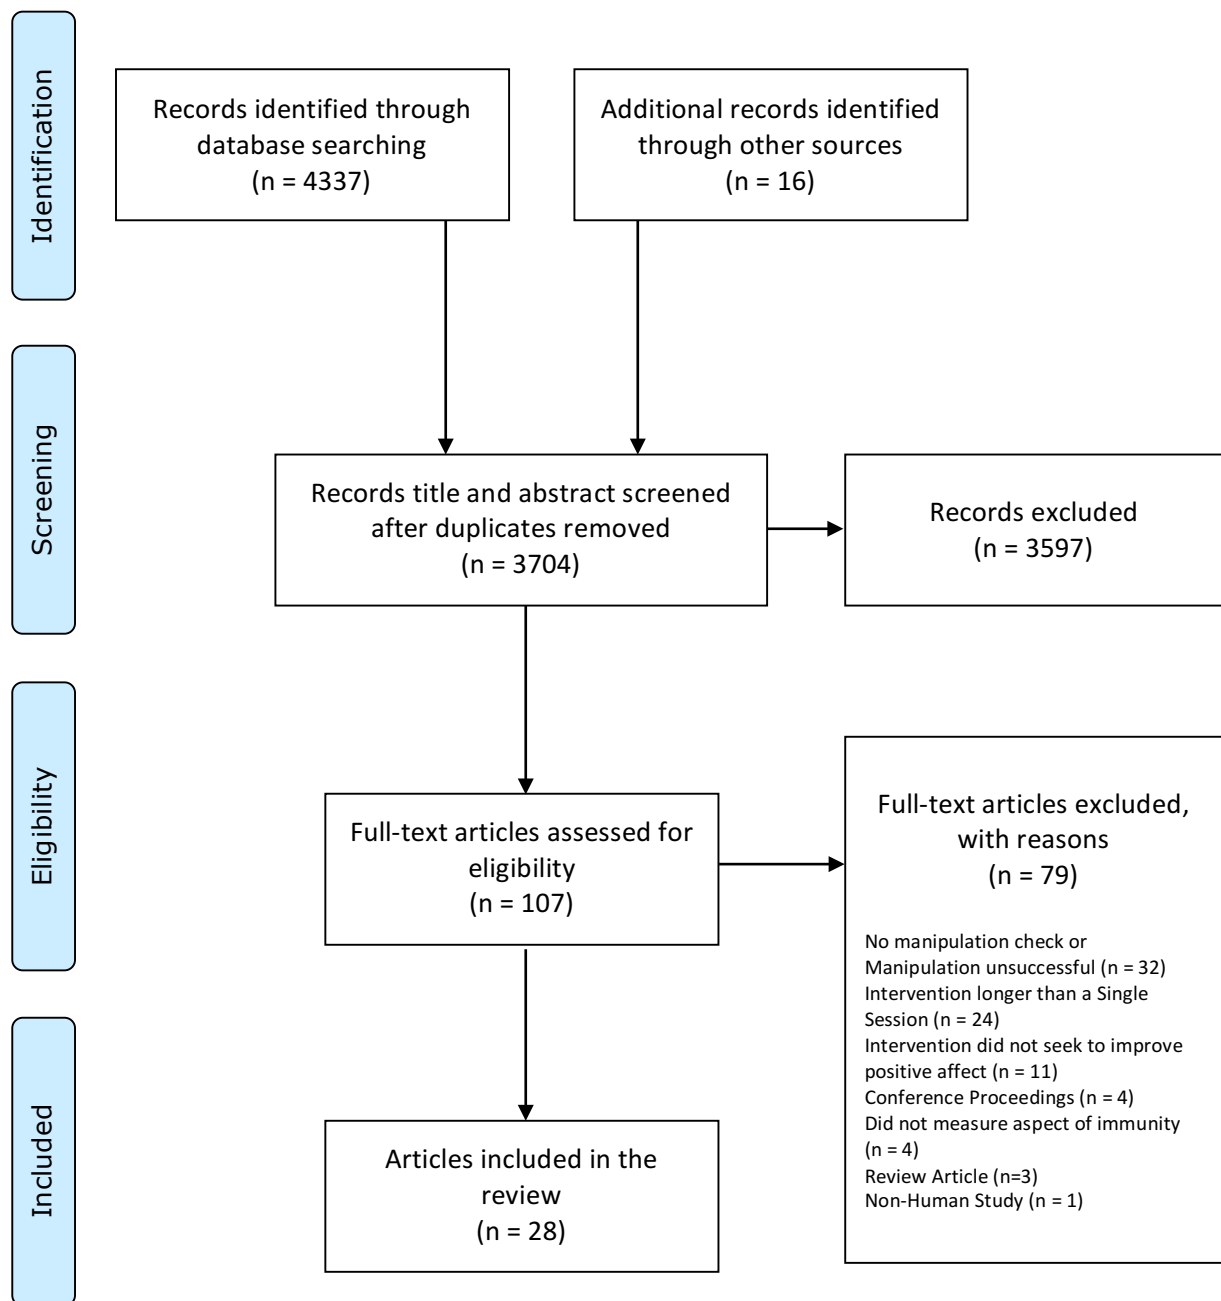 Identification
Records identified through
database searching
(n = 4337)
Additional records identified
through other sources
(n = 16)
Screening
Records title and abstract screened
after duplicates removed
(n = 3704)
Records excluded
(n = 3597)
Eligibility
Full-text articles assessed for
eligibility
(n = 107)
Full-text articles excluded,
with reasons
(n = 79)
No manipulation check or
Manipulation unsuccessful (n = 32)
Intervention longer than a Single
Session (n = 24)
Intervention did not seek to improve
positive affect (n = 11)
Conference Proceedings (n = 4)
Did not measure aspect of immunity
(n = 4)
Review Article (n=3)
Non-Human Study (n = 1)
Included
Articles included in the
review
(n = 28)